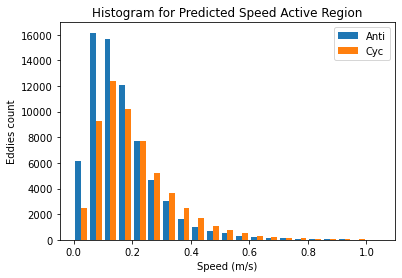 Histogram for Predicted Speed Active Region
Anti
Cyc
Eddies count
16000
14000
12000
10000
8000
6000
4000
2000
0
0.0 0.2 0.4 0.6 0.8 1.0
Speed (m/s)